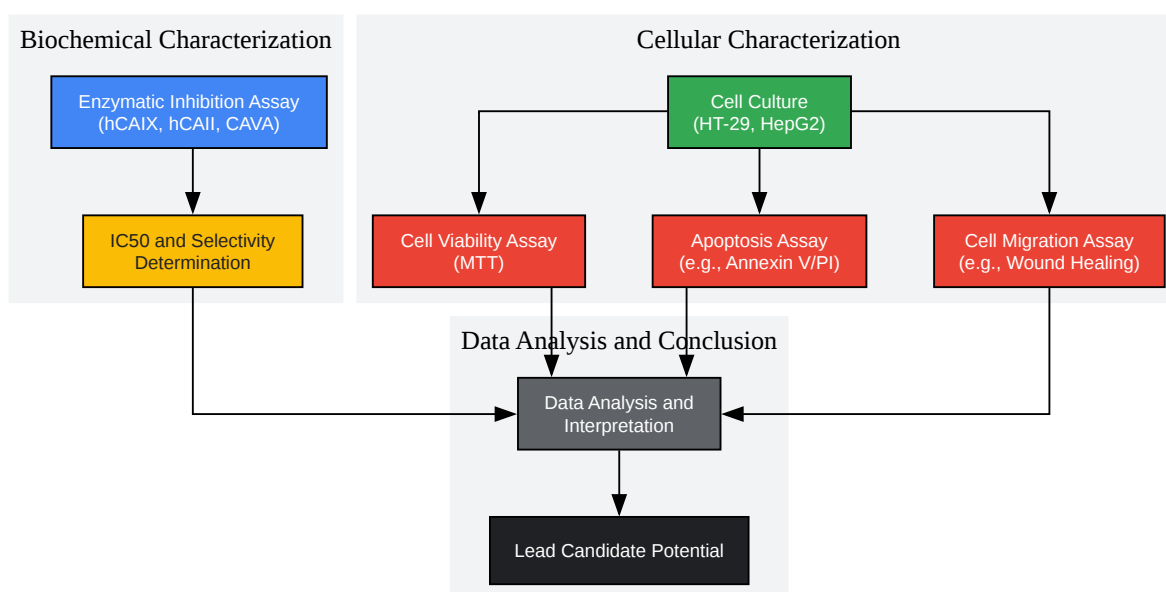 Biochemical Characterization
Enzymatic Inhibition Assay
(hCAIX, hCAII, CAVA)
IC50 and Selectivity
Determination
Cellular Characterization
Cell Culture
(HT-29, HepG2)
Cell Viability Assay
(MTT)
Apoptosis Assay
(e.g., Annexin V/PI)
Cell Migration Assay
(e.g., Wound Healing)
Data Analysis and Conclusion
Data Analysis and
Interpretation
Lead Candidate Potential